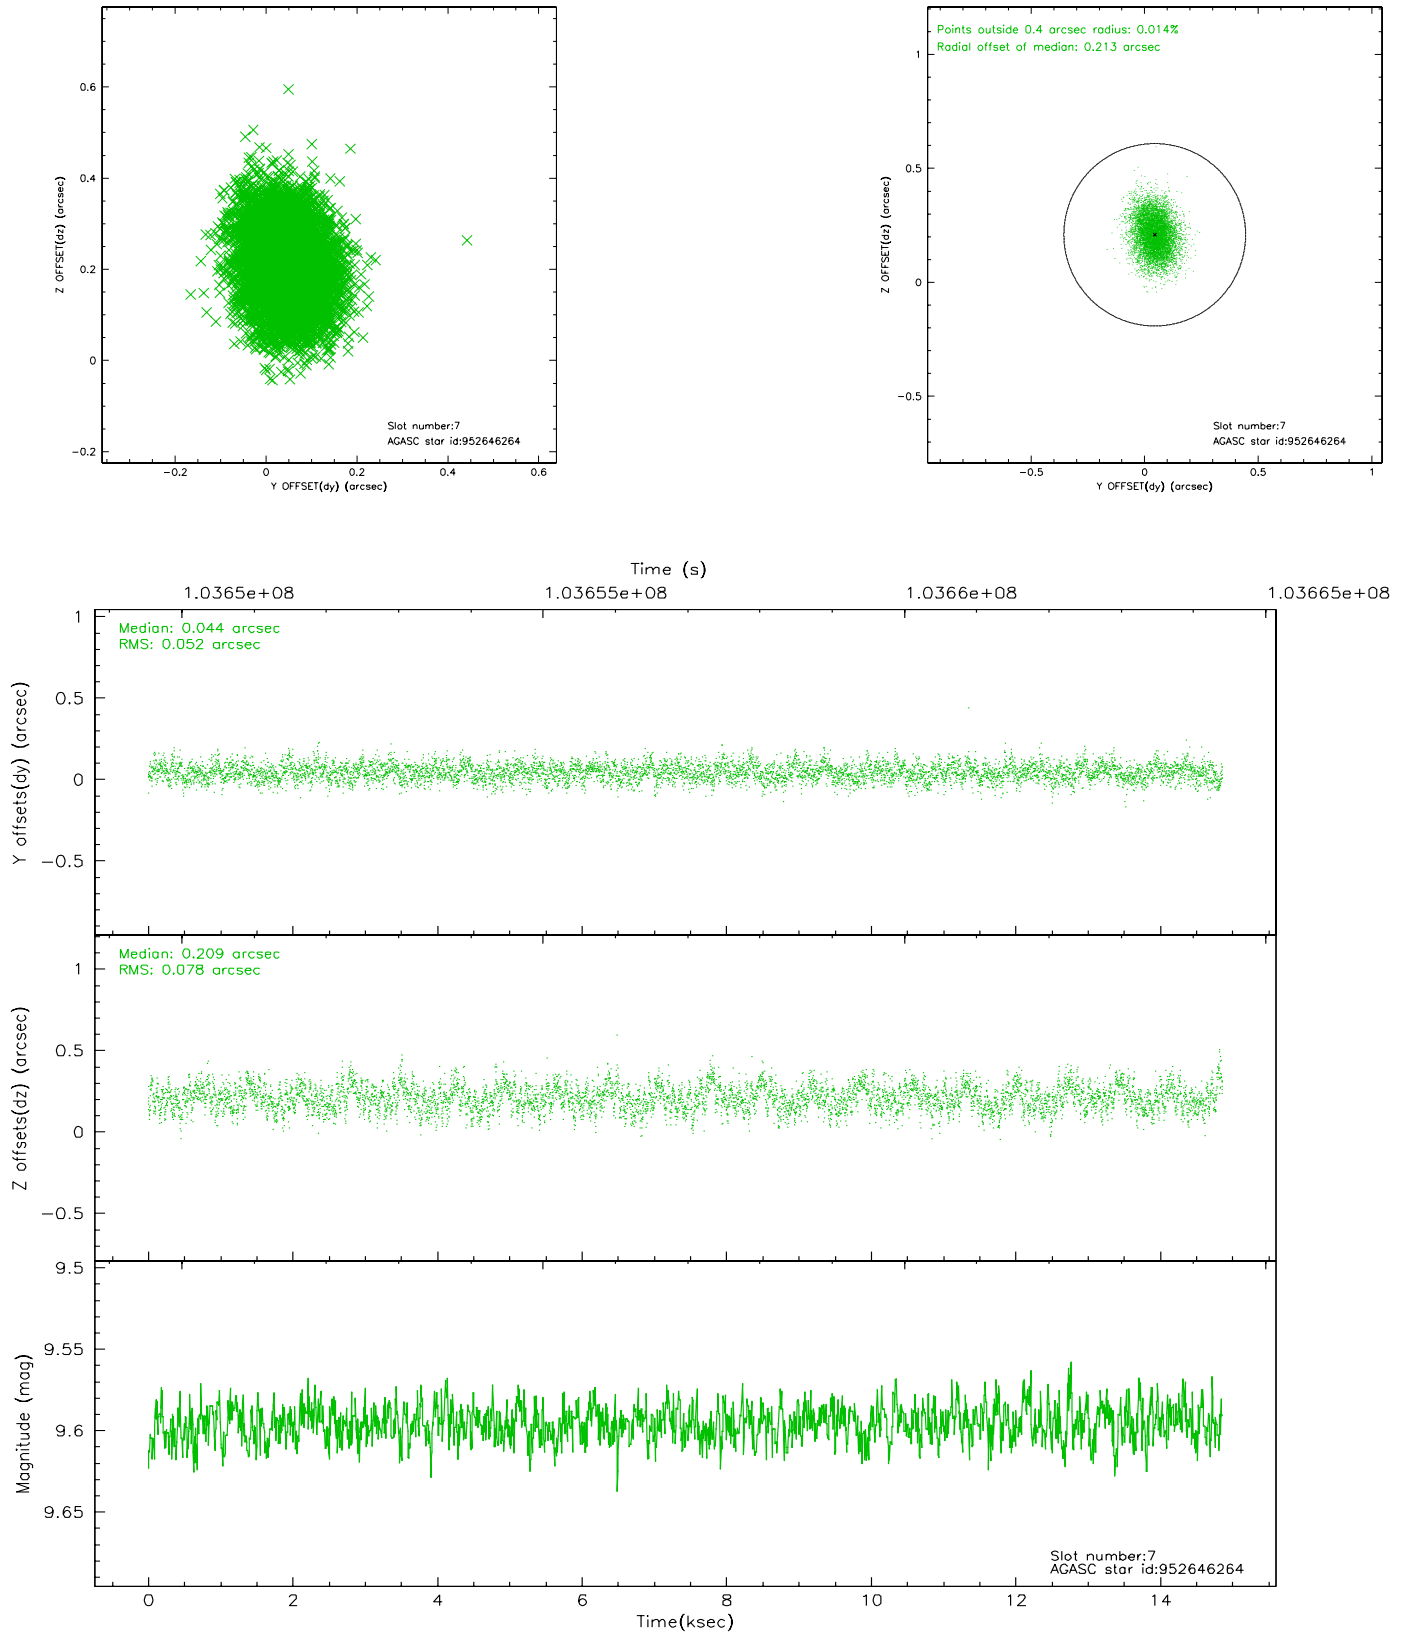 0.6
0.4
0.2
0
−0.2
Z OFFSET(dz) (arcsec)
Slot number:7
AGASC star id:952646264
−0.2 0 0.2 0.4 0.6
Y OFFSET(dy) (arcsec)
Points outside 0.4 arcsec radius: 0.014%
Radial offset of median: 0.213 arcsec
1
0.5
0
−0.5
Z OFFSET(dz) (arcsec)
Slot number:7
AGASC star id:952646264
−0.5 0 0.5 1
Y OFFSET(dy) (arcsec)
Time (s)
1.0365e+08 1.03655e+08 1.0366e+08 1.03665e+08
Median: 0.044 arcsec
RMS: 0.052 arcsec
1
0.5
0
−0.5
Y offsets(dy) (arcsec)
Median: 0.209 arcsec
RMS: 0.078 arcsec
1
0.5
0
−0.5
Z offsets(dz) (arcsec)
9.5
9.55
9.6
9.65
Magnitude (mag)
Slot number:7
AGASC star id:952646264
0 2 4 6 8 10 12 14
Time(ksec)